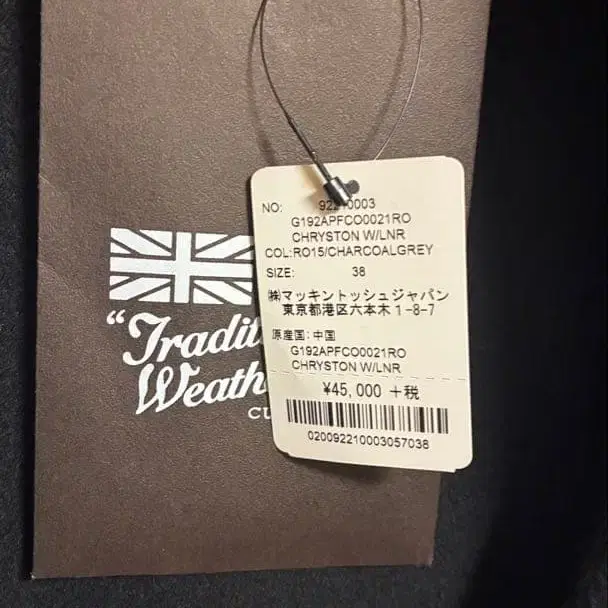 NO:
G192APFCO0021RO
CHRYSTON W/LNR
COL:RO15/CHARCOALGREY
SIZE: 38
㈱マッキントッシュジャパン
東京都港区六本木1-8-7
原産国:中国
G192APFCO0021RO
CHRYSTON W/LNR
¥45,000 +税
020092210003057038